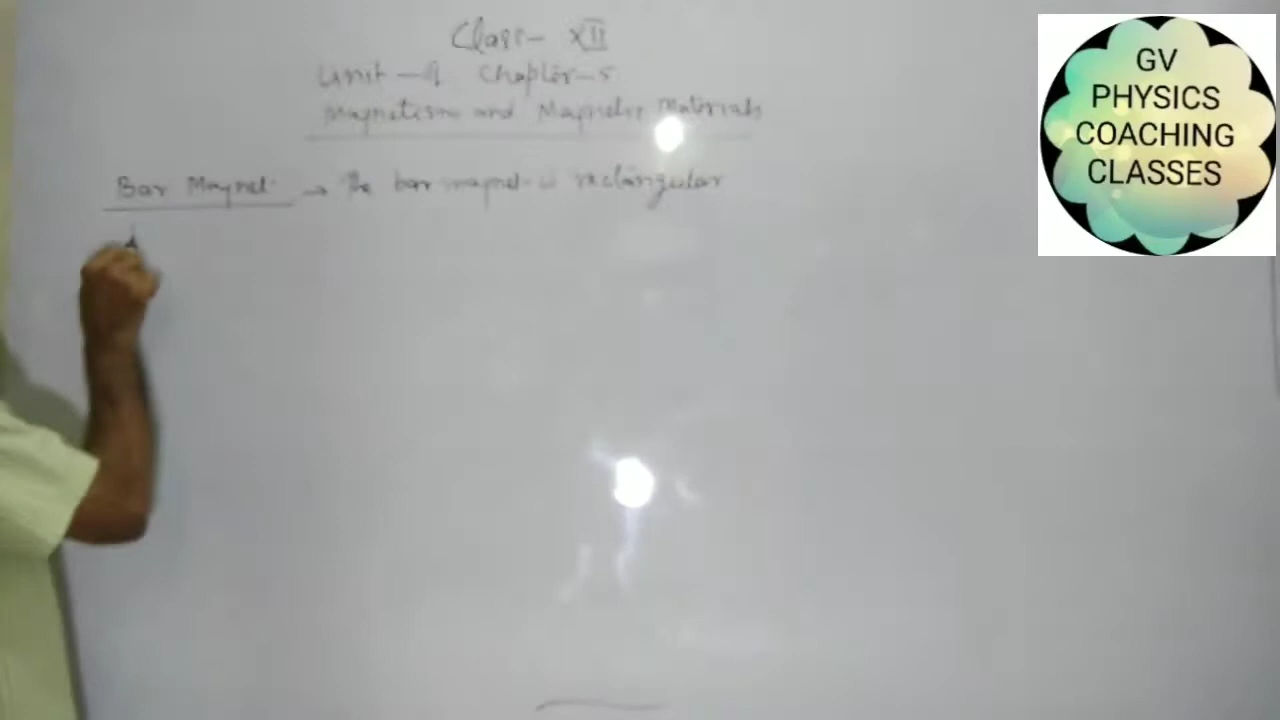 Class - XII
Unit - 4 Chapter - 5
Magnetism and Magnetic Materials
Bar Magnet → The bar magnet is rectangular
GV
PHYSICS
COACHING
CLASSES